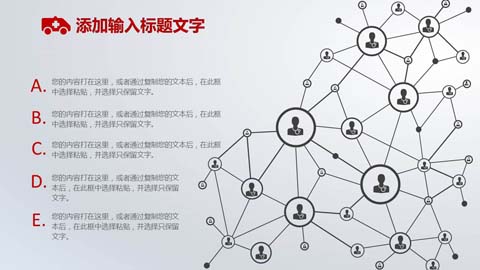 添加输入标题文字
A. 您的内容打在这里，或者通过复制您的文本后，在此框
中选择粘贴，并选择只保留文字。
B. 您的内容打在这里，或者通过复制您的文本后，在此框
中选择粘贴，并选择只保留文字。
C. 您的内容打在这里，或者通过复制您的文本后，在此框
中选择粘贴，并选择只保留文字。
D. 您的内容打在这里，或者通过复制您的文
本后，在此框中选择粘贴，并选择只保留
文字。
E. 您的内容打在这里，或者通过复制您的文
本后，在此框中选择粘贴，并选择只保留
文字。